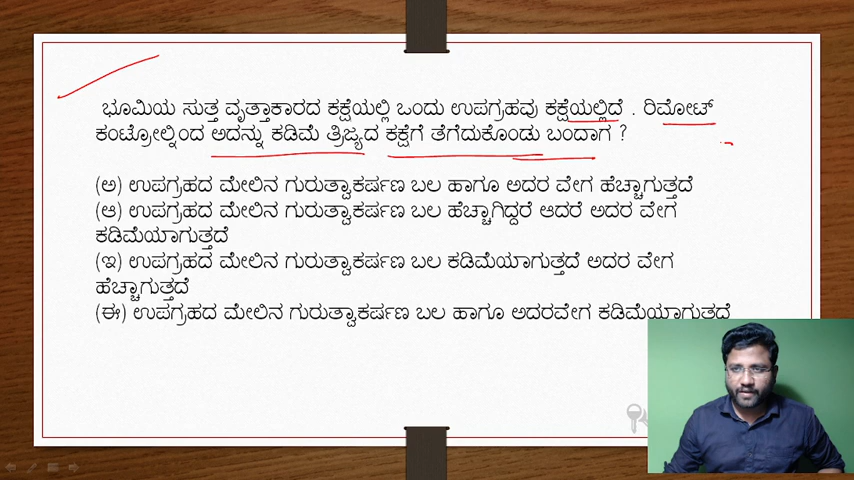 ಭೂಮಿಯ ಸುತ್ತ ವೃತ್ತಾಕಾರದ ಕಕ್ಷೆಯಲ್ಲಿ ಒಂದು ಉಪಗ್ರಹವು ಕಕ್ಷೆಯಲ್ಲಿದೆ . ರಿಮೋಟ್
ಕಂಟ್ರೋಲ್ನಿಂದ ಅದನ್ನು ಕಡಿಮೆ ತ್ರಿಜ್ಯದ ಕಕ್ಷೆಗೆ ತೆಗೆದುಕೊಂಡು ಬಂದಾಗ ?
(ಅ) ಉಪಗ್ರಹದ ಮೇಲಿನ ಗುರುತ್ವಾಕರ್ಷಣ ಬಲ ಹಾಗೂ ಅದರ ವೇಗ ಹೆಚ್ಚಾಗುತ್ತದೆ
(ಆ) ಉಪಗ್ರಹದ ಮೇಲಿನ ಗುರುತ್ವಾಕರ್ಷಣ ಬಲ ಹೆಚ್ಚಾಗಿದ್ದರೆ ಆದರೆ ಅದರ ವೇಗ
ಕಡಿಮೆಯಾಗುತ್ತದೆ
(ಇ) ಉಪಗ್ರಹದ ಮೇಲಿನ ಗುರುತ್ವಾಕರ್ಷಣ ಬಲ ಕಡಿಮೆಯಾಗುತ್ತದೆ ಅದರ ವೇಗ
ಹೆಚ್ಚಾಗುತ್ತದೆ
(ಈ) ಉಪಗ್ರಹದ ಮೇಲಿನ ಗುರುತ್ವಾಕರ್ಷಣ ಬಲ ಹಾಗೂ ಅದರವೇಗ ಕಡಿಮೆಯಾಗುತ್ತದೆ